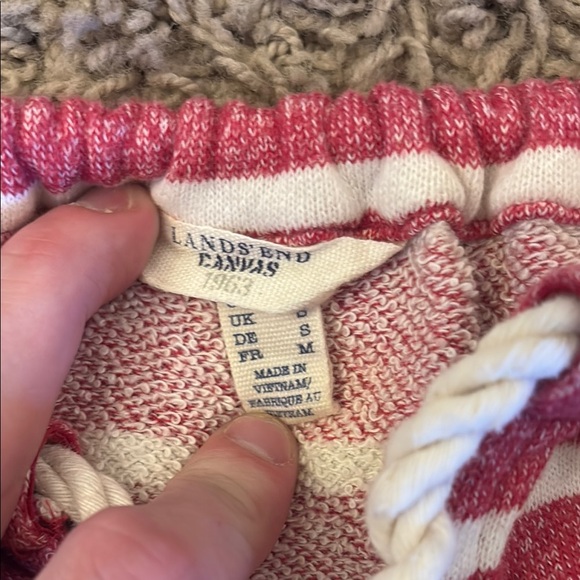 LANDS' END
CANVAS
1963
UK S
DE S
FR M
MADE IN
VIETNAM/
FABRIQUE AU